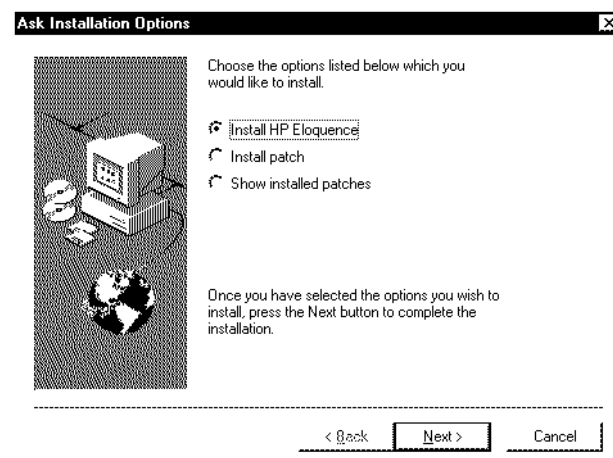 Ask Installation Options
Choose the options listed below which you
would like to install.
Install HP Eloquence
Install patch
Show installed patches
Once you have selected the options you wish to
install, press the Next button to complete the
installation.
< Back
Next >
Cancel